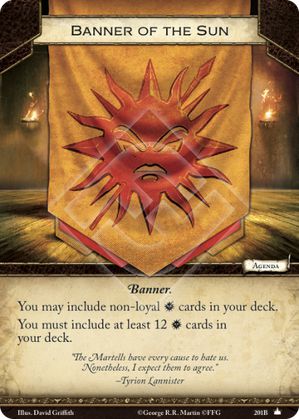 Banner of the Sun
Agenda
Banner.
You may include non-loyal cards in your deck.
You must include at least 12 cards in
your deck.
"The Martells have every cause to hate us.
Nonetheless, I expect them to agree."
–Tyrion Lannister
Illus. David Griffith
©George R.R. Martin ©FFG
201B